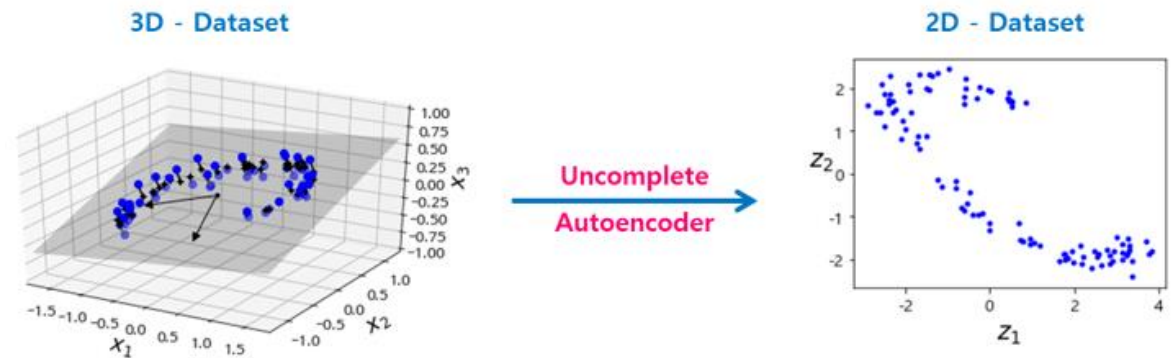 3D - Dataset
2D - Dataset
1.00
0.75
0.50
0.25
0.00
-0.25
-0.50
-0.75
-1.00
x3
-1.5 -1.0 -0.5 0.0 0.5 1.0 1.5
x1
-1.0 -0.5 0.0 0.5 1.0
x2
Uncomplete
Autoencoder
2
1
0
-1
-2
z2
-2 0 2 4
z1